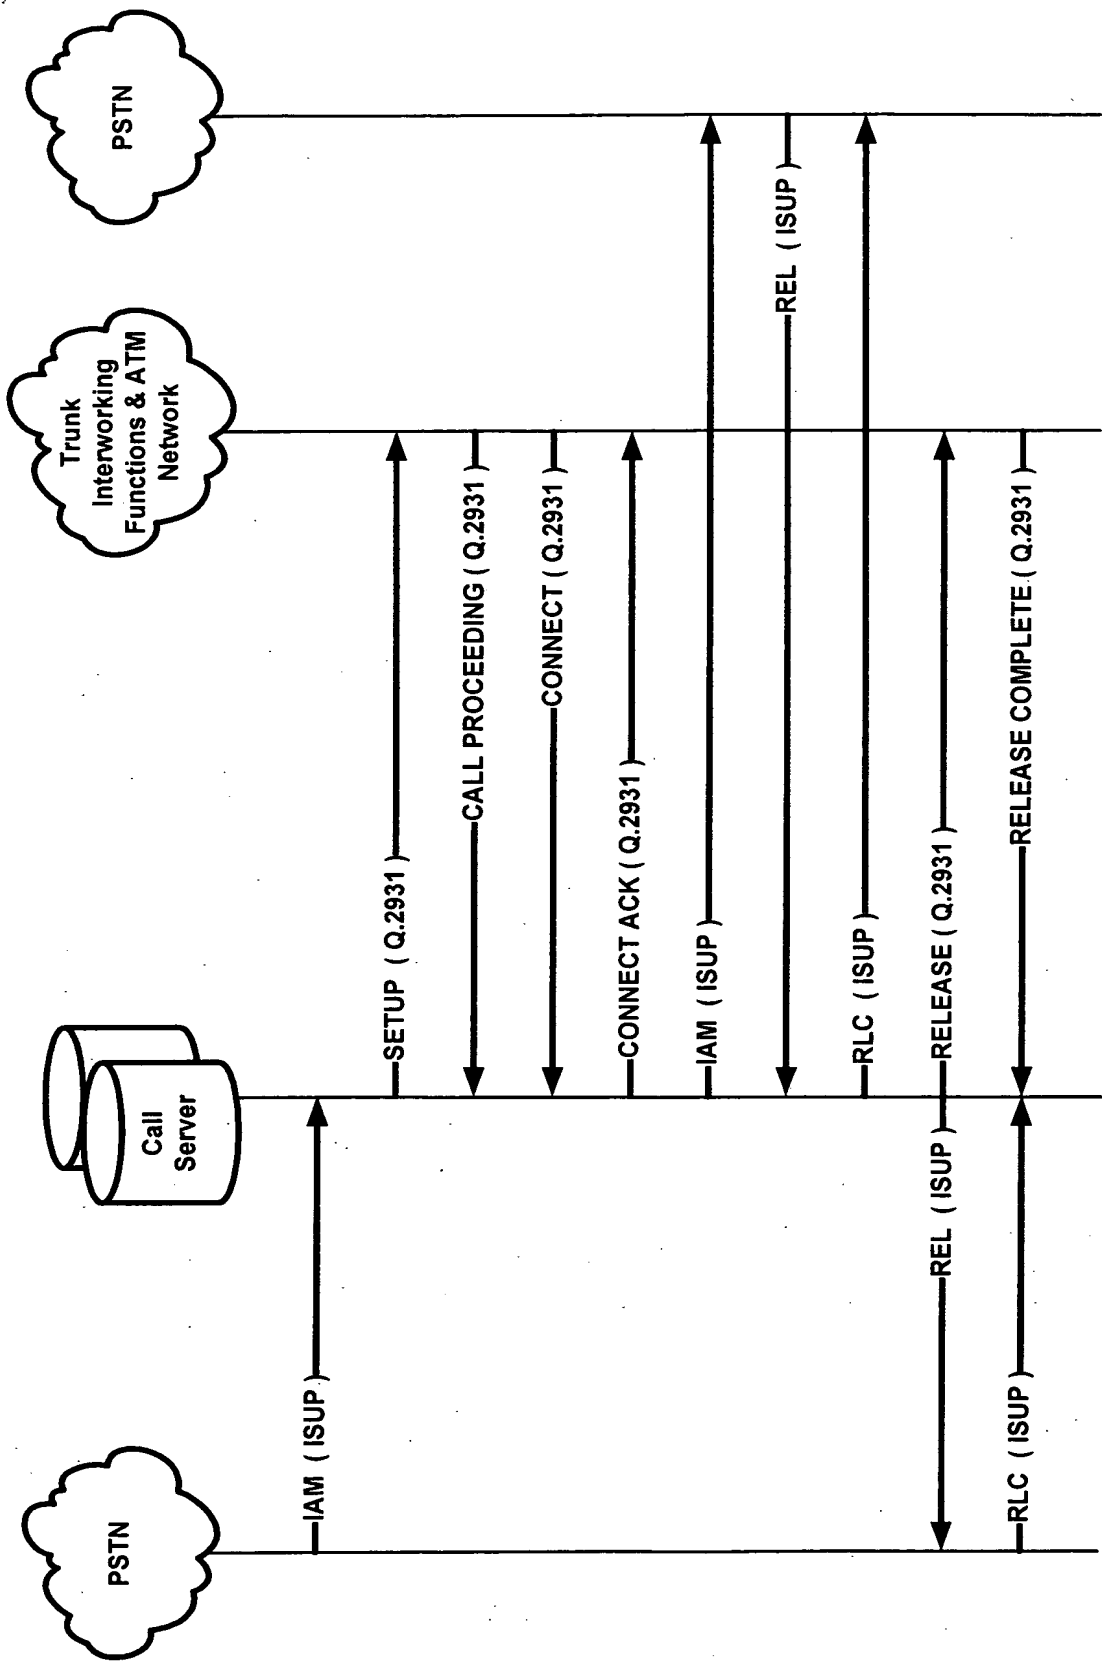 PSTN
Call
Server
Trunk
Interworking
Functions & ATM
Network
PSTN
IAM ( ISUP )
SETUP ( Q.2931 )
CALL PROCEEDING ( Q.2931 )
CONNECT ( Q.2931 )
CONNECT ACK ( Q.2931 )
IAM ( ISUP )
REL ( ISUP )
RLC ( ISUP )
REL ( ISUP )
RELEASE ( Q.2931 )
RLC ( ISUP )
RELEASE COMPLETE ( Q.2931 )